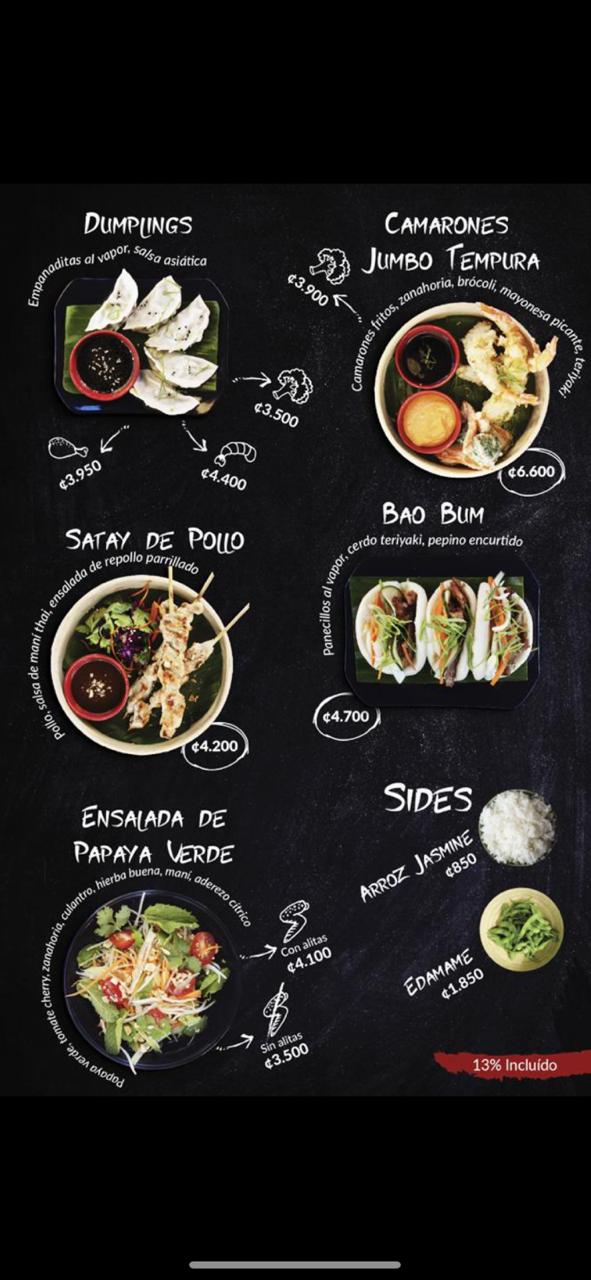 DUMPLINGS
Empanaditas al vapor, salsa asiática
¢3.500
¢3.950
¢4.400
CAMARONES
JUMBO TEMPURA
Camarones fritos, zanahoria, brócoli, mayonesa picante, teriyaki
¢3.900
¢6.600
SATAY DE POLLO
Pollo, salsa de maní thai, ensalada de repollo parrillado
¢4.200
BAO BUM
Panecillos al vapor, cerdo teriyaki, pepino encurtido
¢4.700
ENSALADA DE
PAPAYA VERDE
Papaya verde, tomate cherry, zanahoria, culantro, hierba buena, maní, aderezo cítrico
Con alitas
¢4.100
Sin alitas
¢3.500
SIDES
ARROZ JASMINE
¢850
EDAMAME
¢1.850
13% Incluído